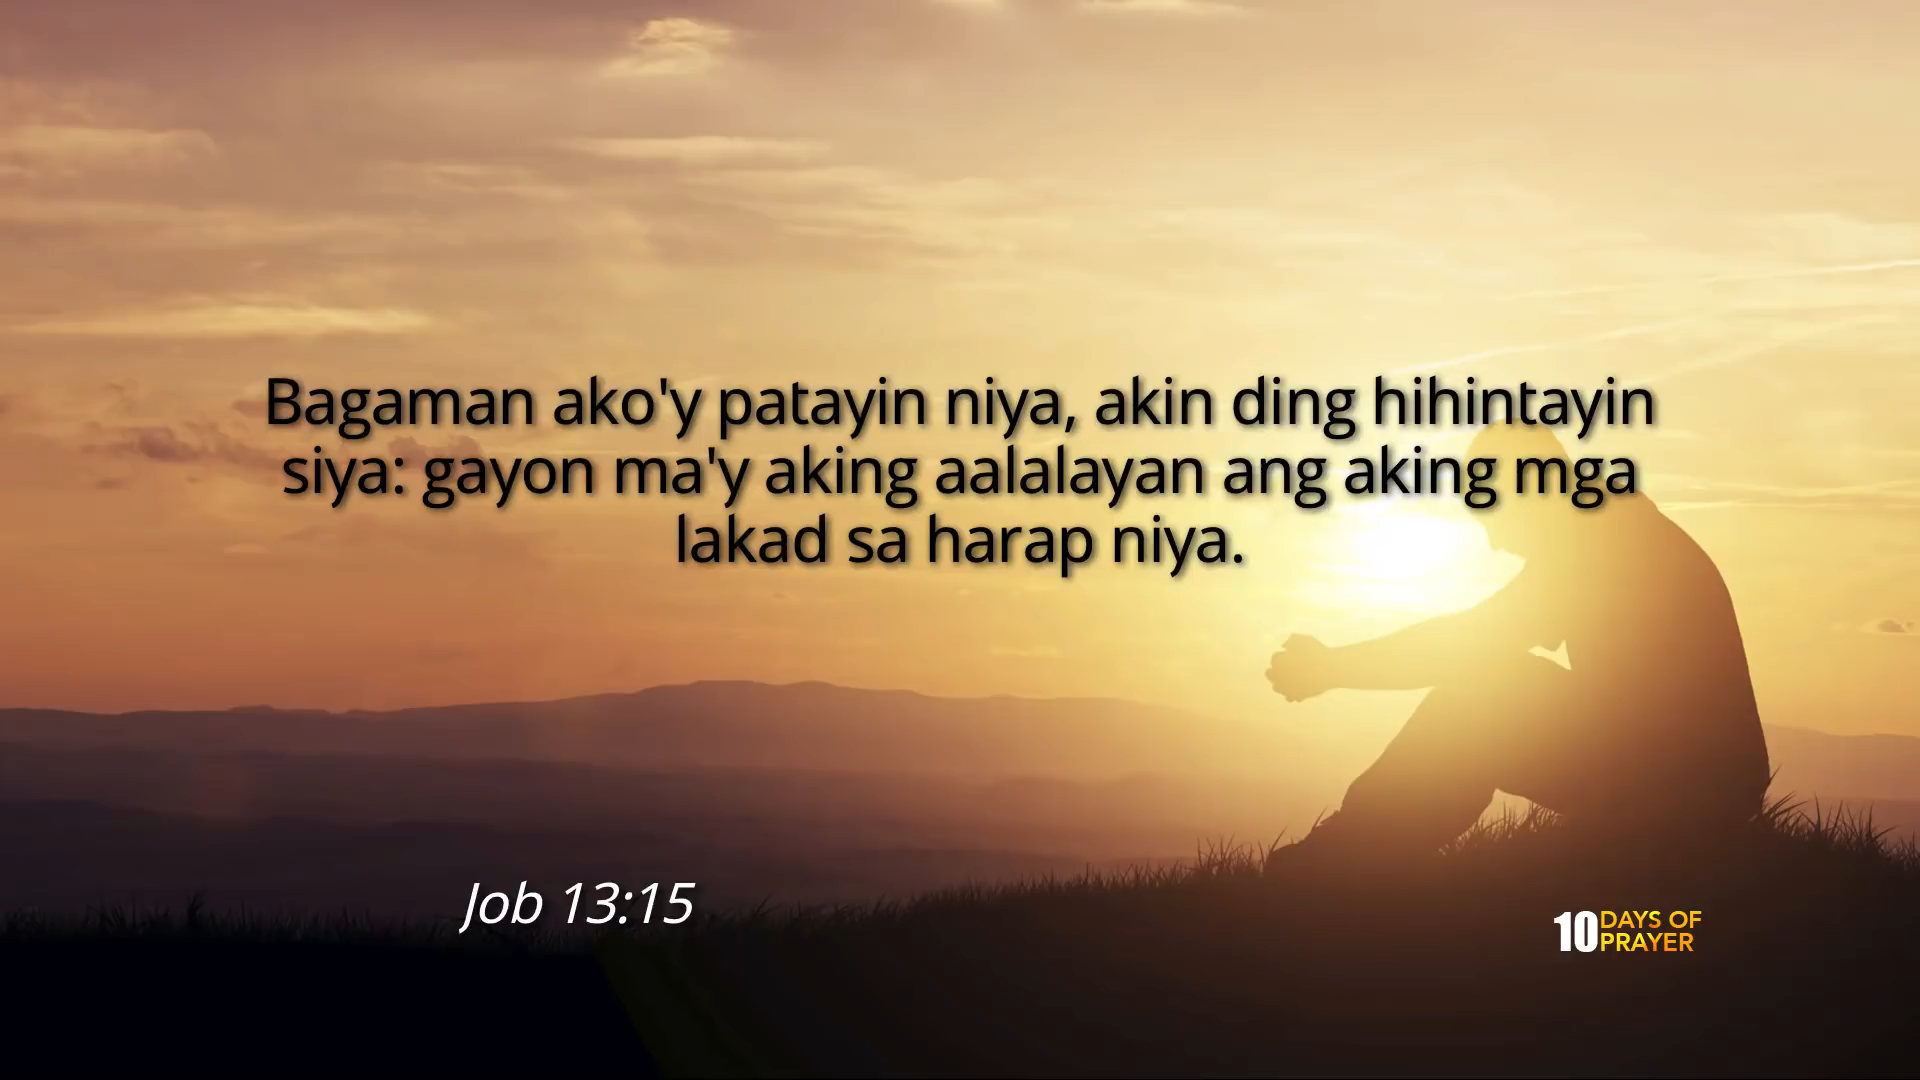 Bagaman ako'y patayin niya, akin ding hihintayin
siya: gayon ma'y aking aalalayan ang aking mga
lakad sa harap niya.
Job 13:15
10 DAYS OF
PRAYER